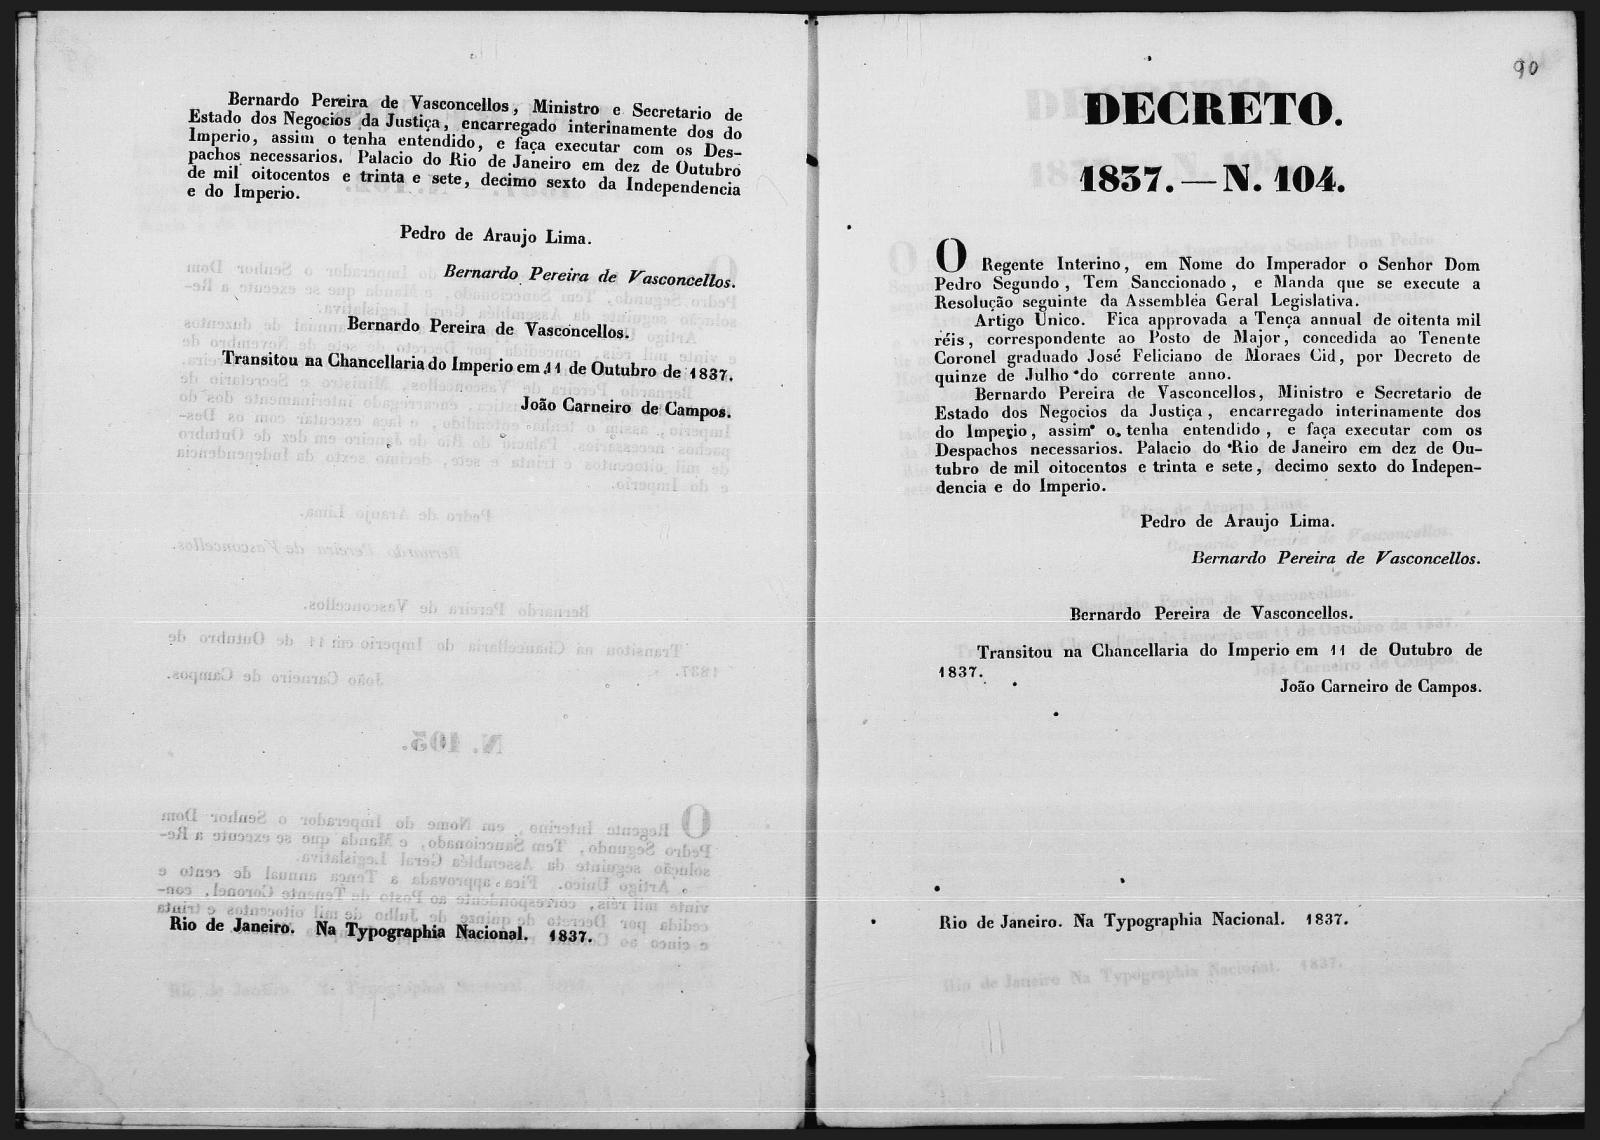 Bernardo Pereira de Vasconcellos, Ministro e Secretario de
Estado dos Negocios da Justiça, encarregado interinamente dos do
Imperio, assim o tenha entendido, e faça executar com os Des-
pachos necessarios. Palacio do Rio de Janeiro em dez de Outubro
de mil oitocentos e trinta e sete, decimo sexto da Independencia
e do Imperio.
Pedro de Araujo Lima.
Bernardo Pereira de Vasconcellos.
Bernardo Pereira de Vasconcellos.
Transitou na Chancellaria do Imperio em 11 de Outubro de 1837.
João Carneiro de Campos.
Rio de Janeiro. Na Typographia Nacional. 1837.
90
DECRETO.
1837.—N. 104.
O Regente Interino, em Nome do Imperador o Senhor Dom
Pedro Segundo, Tem Sanccionado, e Manda que se execute a
Resolução seguinte da Assembléa Geral Legislativa.
Artigo Unico. Fica approvada a Tença annual de oitenta mil
réis, correspondente ao Posto de Major, concedida ao Tenente
Coronel graduado José Feliciano de Moraes Cid, por Decreto de
quinze de Julho do corrente anno.
Bernardo Pereira de Vasconcellos, Ministro e Secretario de
Estado dos Negocios da Justiça, encarregado interinamente dos
do Imperio, assim o tenha entendido, e faça executar com os
Despachos necessarios. Palacio do Rio de Janeiro em dez de Ou-
tubro de mil oitocentos e trinta e sete, decimo sexto do Indepen-
dencia e do Imperio.
Pedro de Araujo Lima.
Bernardo Pereira de Vasconcellos.
Bernardo Pereira de Vasconcellos.
Transitou na Chancellaria do Imperio em 11 de Outubro de
1837.
João Carneiro de Campos.
Rio de Janeiro. Na Typographia Nacional. 1837.